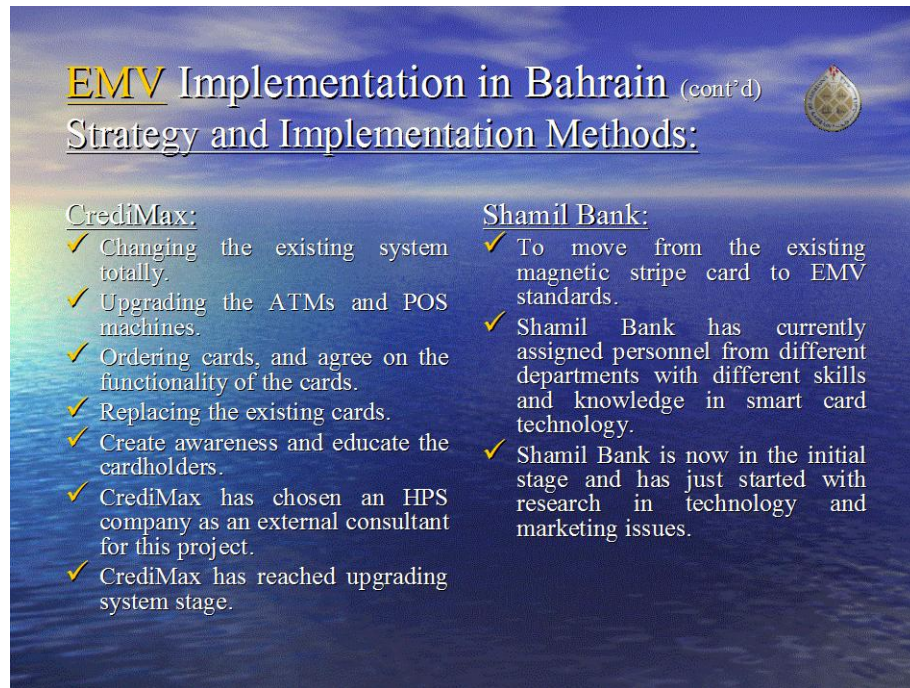 EMV Implementation in Bahrain (cont'd)
Strategy and Implementation Methods:
CrediMax:
Changing the existing system
totally.
Upgrading the ATMs and POS
machines.
Ordering cards, and agree on the
functionality of the cards.
Replacing the existing cards.
Create awareness and educate the
cardholders.
CrediMax has chosen an HPS
company as an external consultant
for this project.
CrediMax has reached upgrading
system stage.
Shamil Bank:
To move from the existing
magnetic stripe card to EMV
standards.
Shamil Bank has currently
assigned personnel from different
departments with different skills
and knowledge in smart card
technology.
Shamil Bank is now in the initial
stage and has just started with
research in technology and
marketing issues.